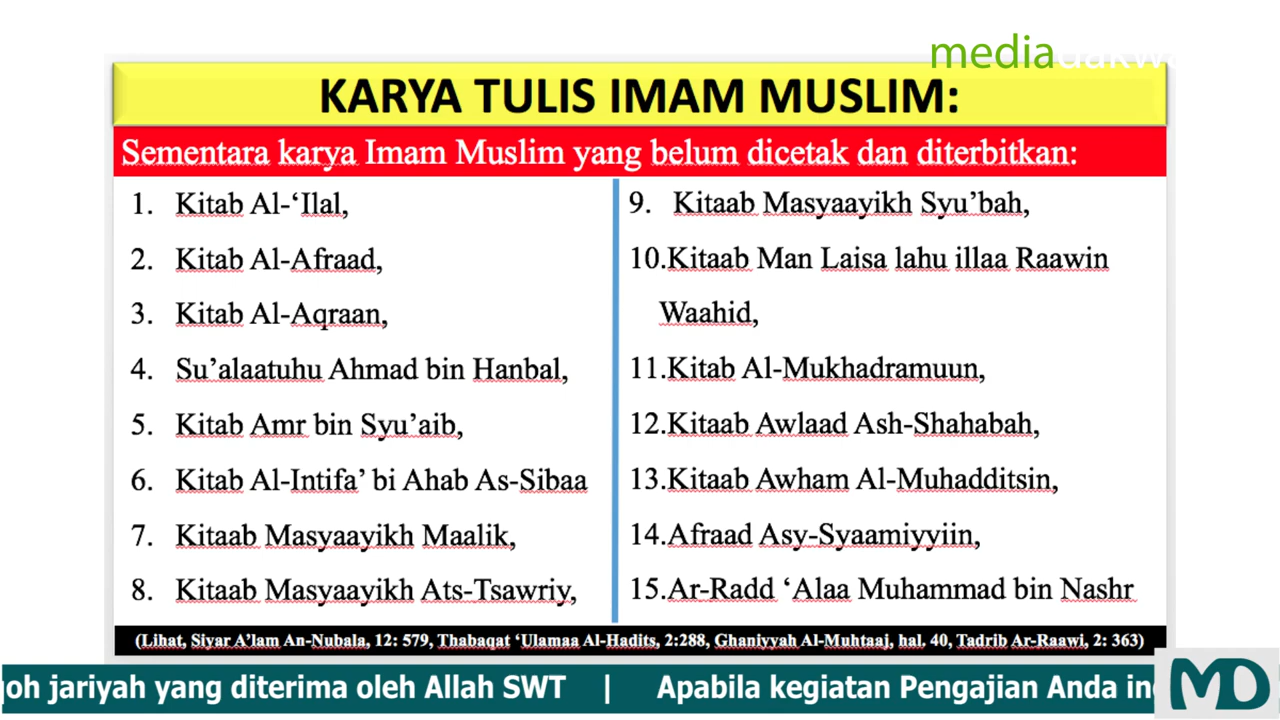 mediadakwa
KARYA TULIS IMAM MUSLIM:
Sementara karya Imam Muslim yang belum dicetak dan diterbitkan:
1. Kitab Al-‘Ilal,
2. Kitab Al-Afraad,
3. Kitab Al-Aqraan,
4. Su’alaatuhu Ahmad bin Hanbal,
5. Kitab Amr bin Syu’aib,
6. Kitab Al-Intifa’ bi Ahab As-Sibaa
7. Kitaab Masyaayikh Maalik,
8. Kitaab Masyaayikh Ats-Tsawriy,
9. Kitaab Masyaayikh Syu’bah,
10.Kitaab Man Laisa lahu illaa Raawin
Waahid,
11.Kitab Al-Mukhadramuun,
12.Kitaab Awlaad Ash-Shahabah,
13.Kitaab Awham Al-Muhadditsin,
14.Afraad Asy-Syaamiyyiin,
15.Ar-Radd ‘Alaa Muhammad bin Nashr
(Lihat, Siyar A’lam An-Nubala, 12: 579, Thabaqat ‘Ulamaa Al-Hadits, 2:288, Ghaniyyah Al-Muhtaaj, hal. 40, Tadrib Ar-Raawi, 2: 363)
joh jariyah yang diterima oleh Allah SWT | Apabila kegiatan Pengajian Anda in
MD